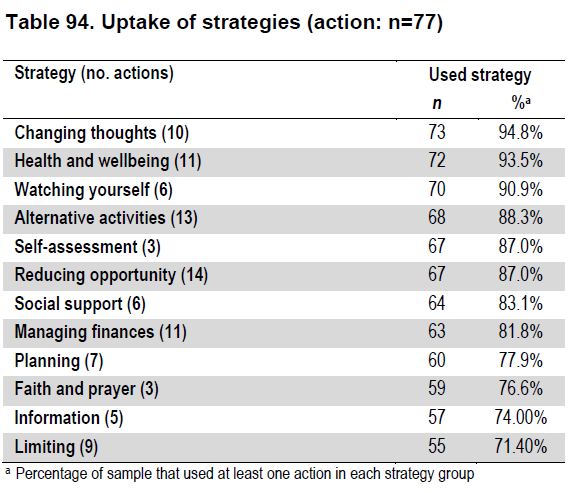 Table 94. Uptake of strategies (action: n=77)
Strategy (no. actions) Used strategy
n %ᵃ
Changing thoughts (10) 73 94.8%
Health and wellbeing (11) 72 93.5%
Watching yourself (6) 70 90.9%
Alternative activities (13) 68 88.3%
Self-assessment (3) 67 87.0%
Reducing opportunity (14) 67 87.0%
Social support (6) 64 83.1%
Managing finances (11) 63 81.8%
Planning (7) 60 77.9%
Faith and prayer (3) 59 76.6%
Information (5) 57 74.00%
Limiting (9) 55 71.40%
ᵃ Percentage of sample that used at least one action in each strategy group